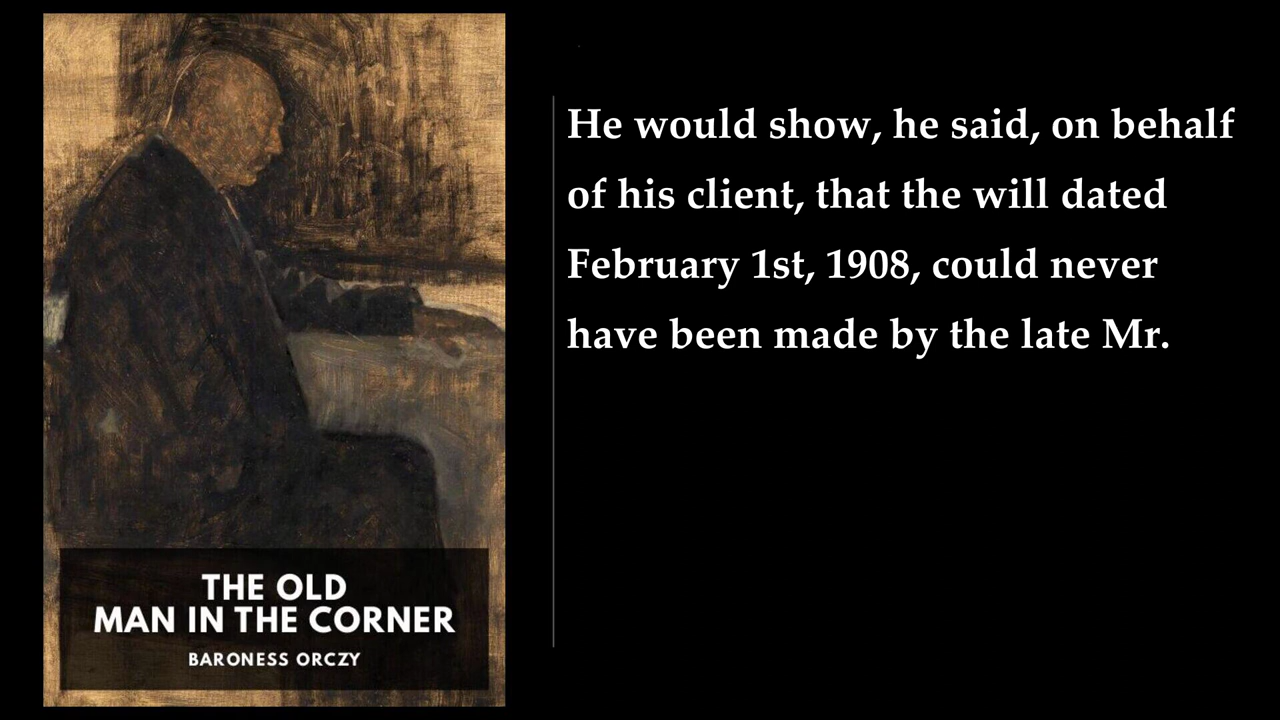 THE OLD
MAN IN THE CORNER
BARONESS ORCZY
He would show, he said, on behalf
of his client, that the will dated
February 1st, 1908, could never
have been made by the late Mr.